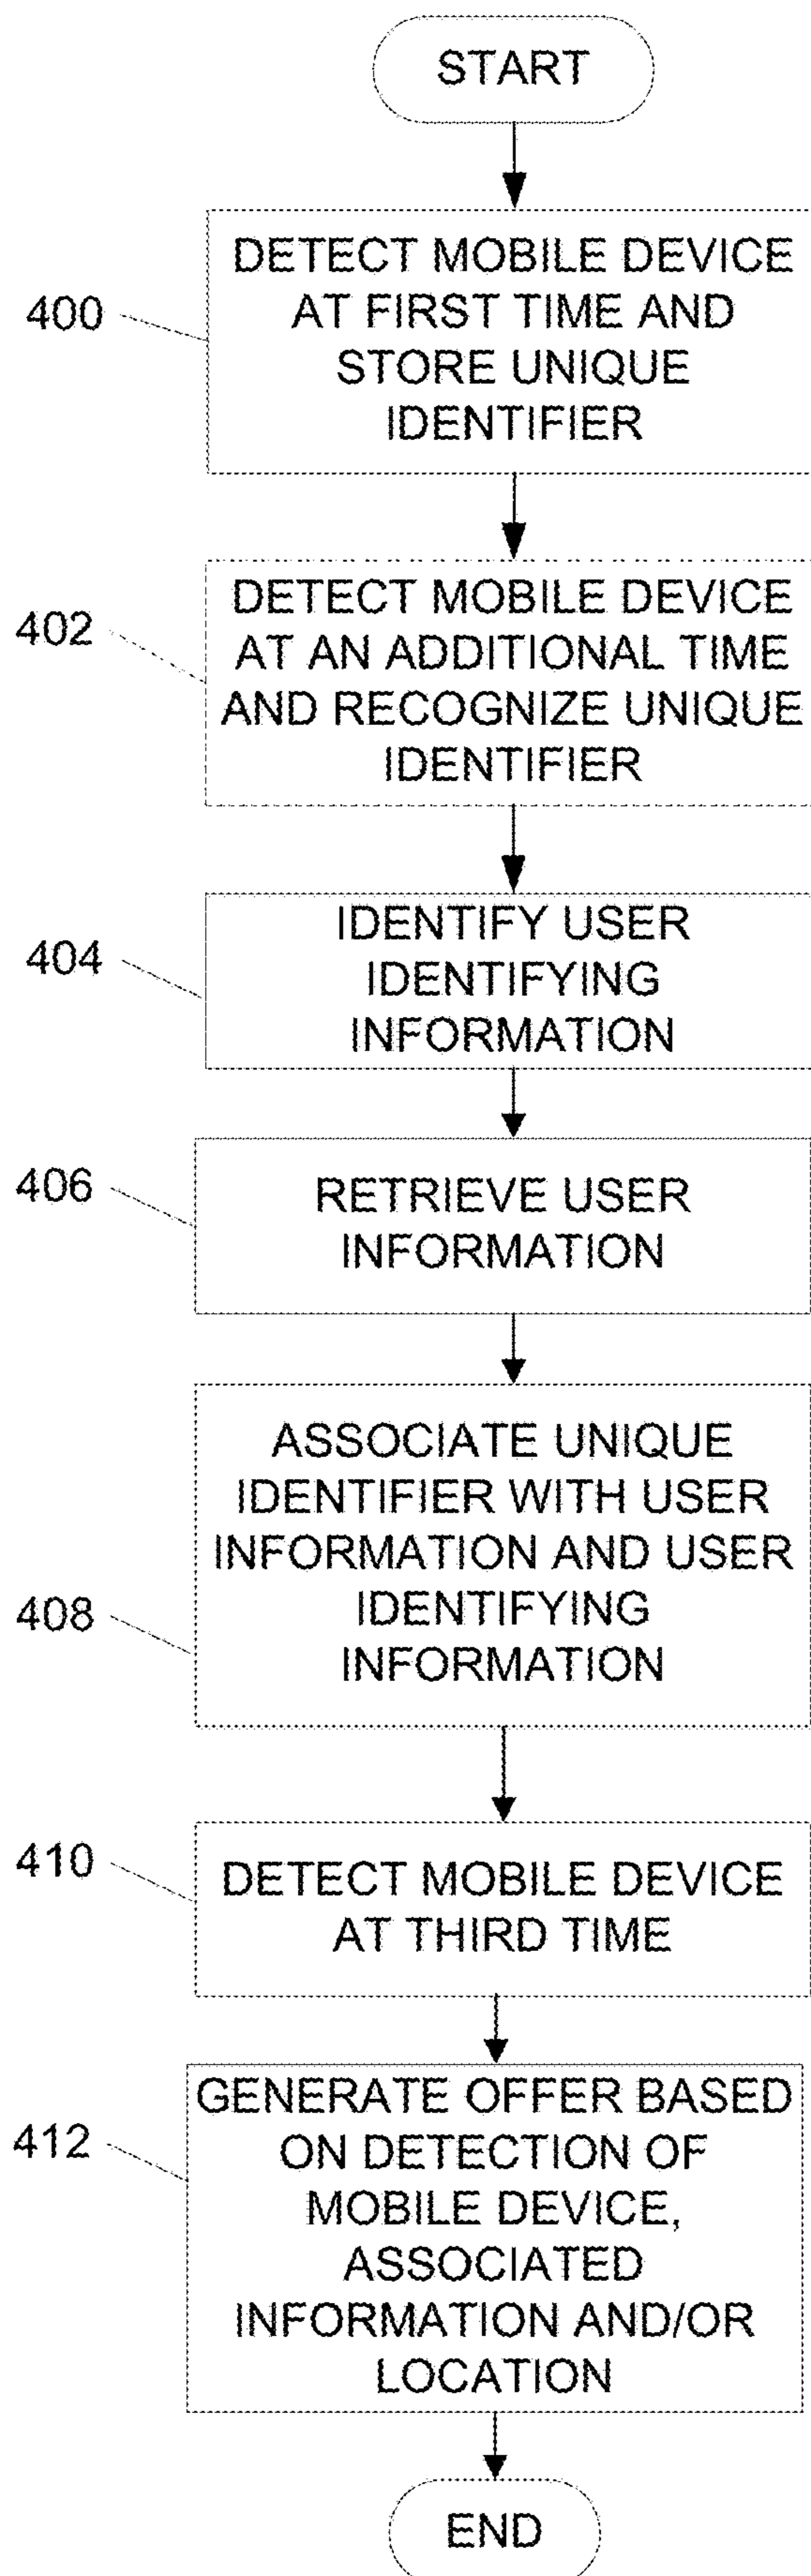 START
400
DETECT MOBILE DEVICE
AT FIRST TIME AND
STORE UNIQUE
IDENTIFIER
402
DETECT MOBILE DEVICE
AT AN ADDITIONAL TIME
AND RECOGNIZE UNIQUE
IDENTIFIER
404
IDENTIFY USER
IDENTIFYING
INFORMATION
406
RETRIEVE USER
INFORMATION
408
ASSOCIATE UNIQUE
IDENTIFIER WITH USER
INFORMATION AND USER
IDENTIFYING
INFORMATION
410
DETECT MOBILE DEVICE
AT THIRD TIME
412
GENERATE OFFER BASED
ON DETECTION OF
MOBILE DEVICE,
ASSOCIATED
INFORMATION AND/OR
LOCATION
END